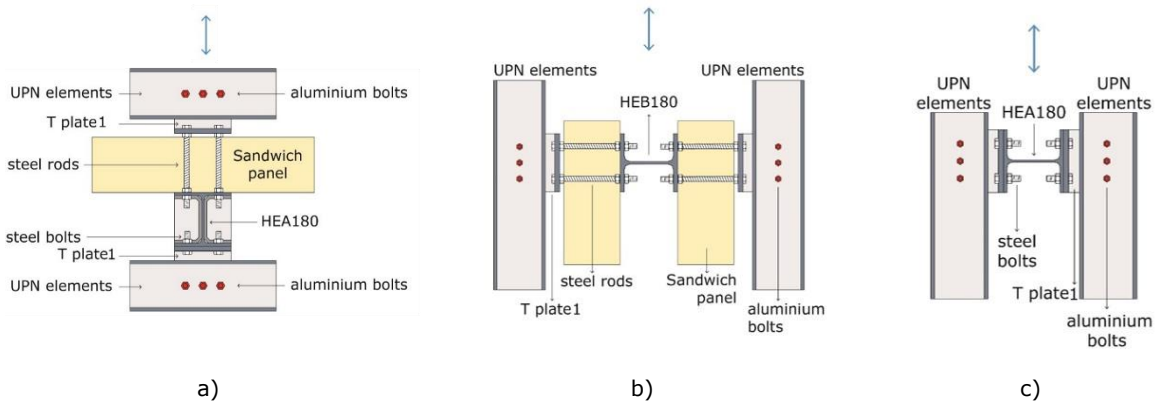 UPN elements
aluminium bolts
T plate1
steel rods
Sandwich
panel
HEA180
steel bolts
T plate1
UPN elements
aluminium bolts
a)
UPN elements
UPN elements
HEB180
steel rods
Sandwich
panel
T plate1
aluminium
bolts
b)
UPN
elements
UPN
elements
HEA180
steel
bolts
T plate1
aluminium
bolts
c)